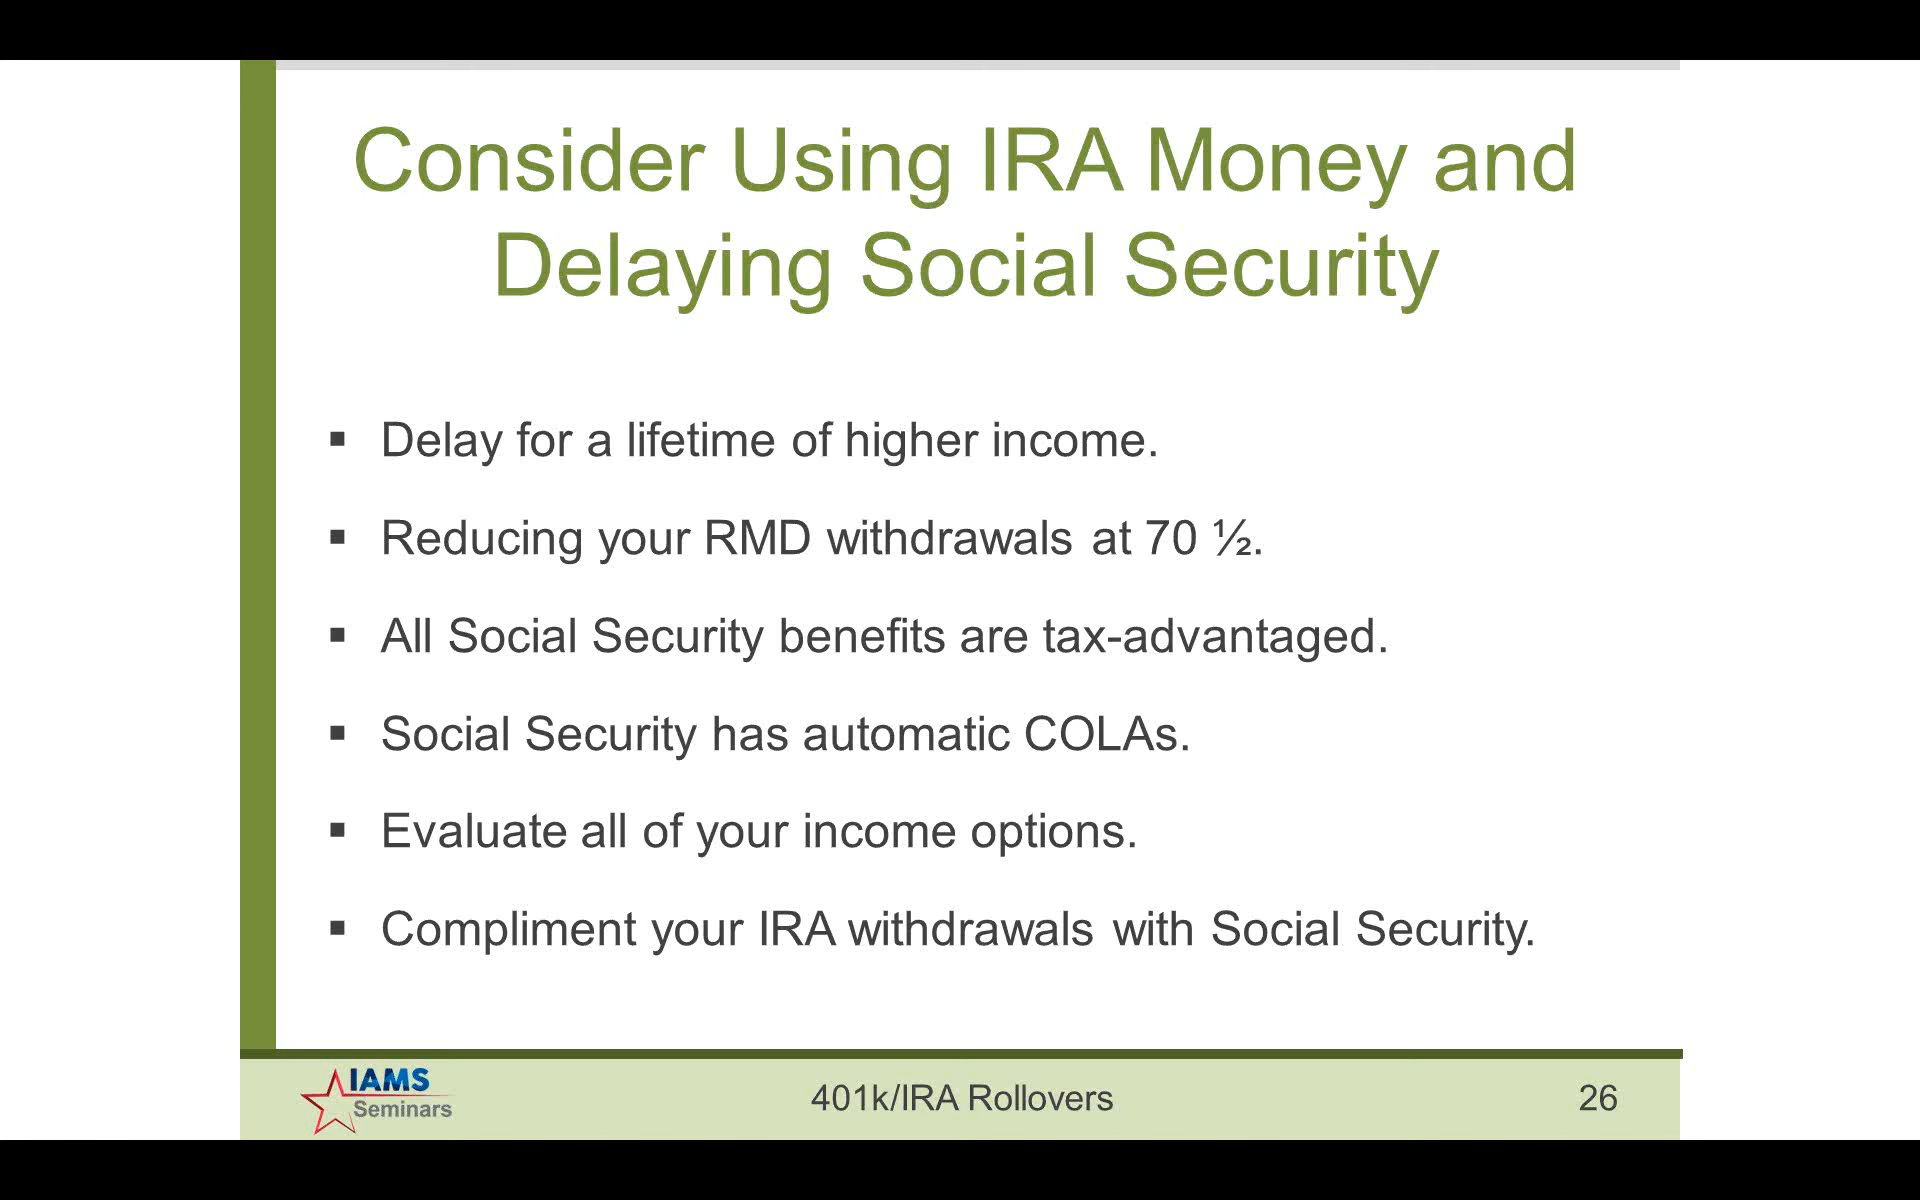 Consider Using IRA Money and
Delaying Social Security
▪ Delay for a lifetime of higher income.
▪ Reducing your RMD withdrawals at 70 ½.
▪ All Social Security benefits are tax-advantaged.
▪ Social Security has automatic COLAs.
▪ Evaluate all of your income options.
▪ Compliment your IRA withdrawals with Social Security.
IAMS
Seminars
401k/IRA Rollovers
26